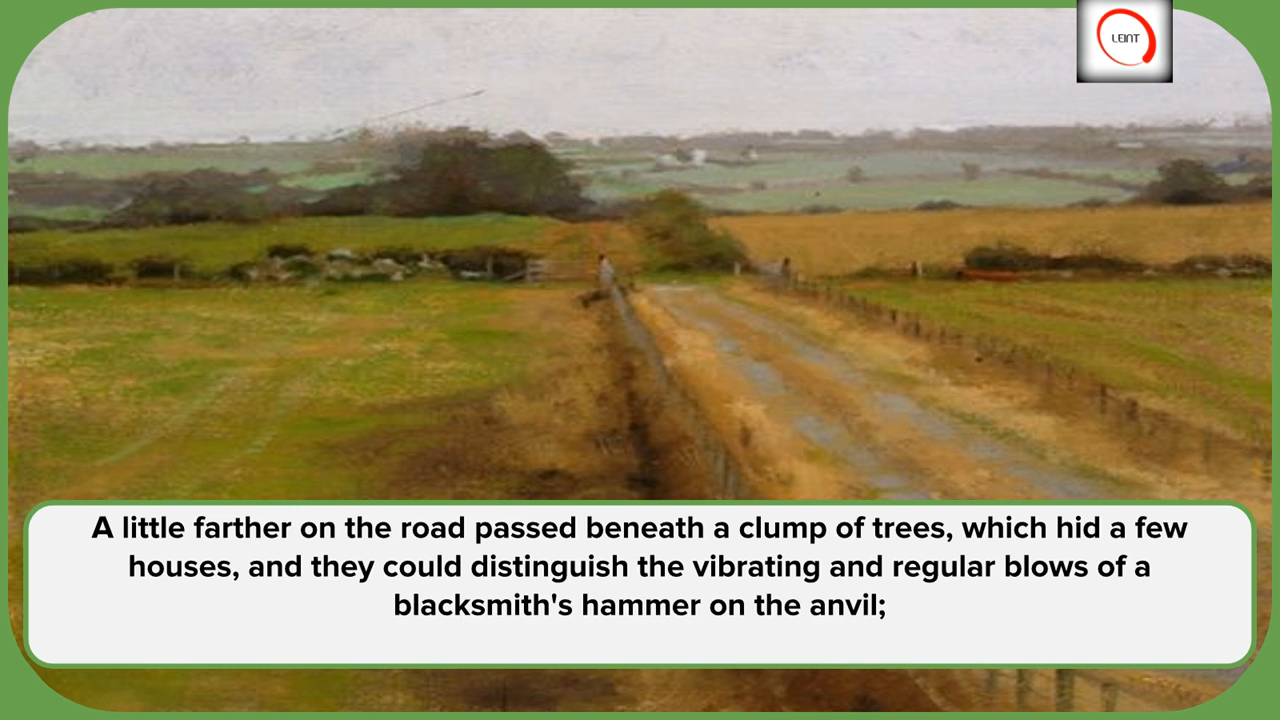 LEINT
A little farther on the road passed beneath a clump of trees, which hid a few
houses, and they could distinguish the vibrating and regular blows of a
blacksmith's hammer on the anvil;